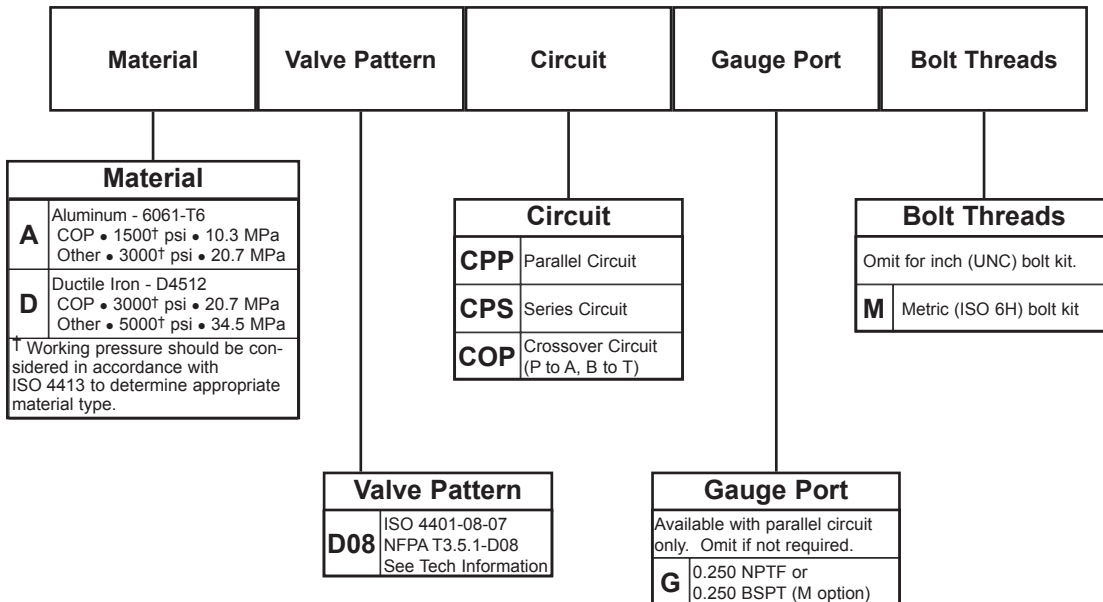 Material
Valve Pattern
Circuit
Gauge Port
Bolt Threads
Material
A
Aluminum - 6061-T6
COP • 1500† psi • 10.3 MPa
Other • 3000† psi • 20.7 MPa
D
Ductile Iron - D4512
COP • 3000† psi • 20.7 MPa
Other • 5000† psi • 34.5 MPa
† Working pressure should be con-
sidered in accordance with
ISO 4413 to determine appropriate
material type.
Circuit
CPP Parallel Circuit
CPS Series Circuit
COP Crossover Circuit
(P to A, B to T)
Bolt Threads
Omit for inch (UNC) bolt kit.
M Metric (ISO 6H) bolt kit
Valve Pattern
D08
ISO 4401-08-07
NFPA T3.5.1-D08
See Tech Information
Gauge Port
Available with parallel circuit
only. Omit if not required.
G
0.250 NPTF or
0.250 BSPT (M option)